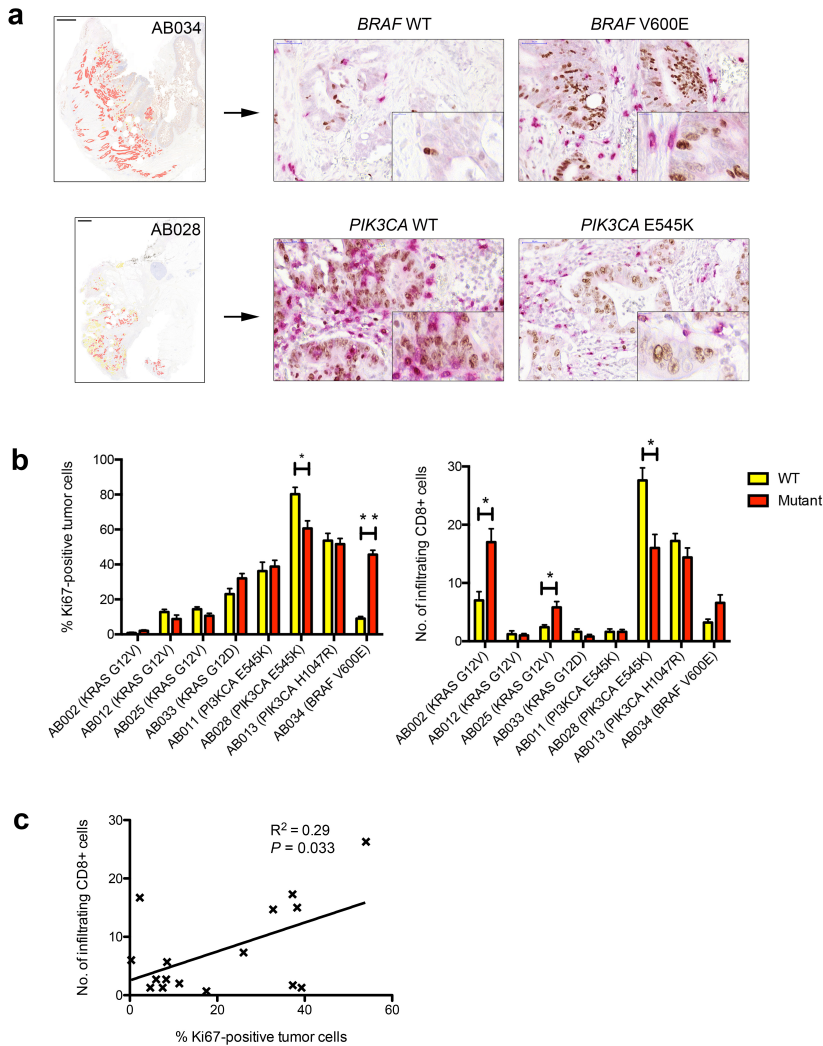 a
AB034
BRAF WT
BRAF V600E
AB028
PIK3CA WT
PIK3CA E545K
b
% Ki67-positive tumor cells
100
80
60
40
20
0
*
* *
AB002 (KRAS G12V)
AB012 (KRAS G12V)
AB025 (KRAS G12V)
AB033 (KRAS G12D)
AB011 (PI3KCA E545K)
AB028 (PIK3CA E545K)
AB013 (PIK3CA H1047R)
AB034 (BRAF V600E)
No. of infiltrating CD8+ cells
30
20
10
0
*
*
*
AB002 (KRAS G12V)
AB012 (KRAS G12V)
AB025 (KRAS G12V)
AB033 (KRAS G12D)
AB011 (PI3KCA E545K)
AB028 (PIK3CA E545K)
AB013 (PIK3CA H1047R)
AB034 (BRAF V600E)
WT
Mutant
c
No. of infiltrating CD8+ cells
30
20
10
0
R2 = 0.29
P = 0.033
0
20
40
60
% Ki67-positive tumor cells